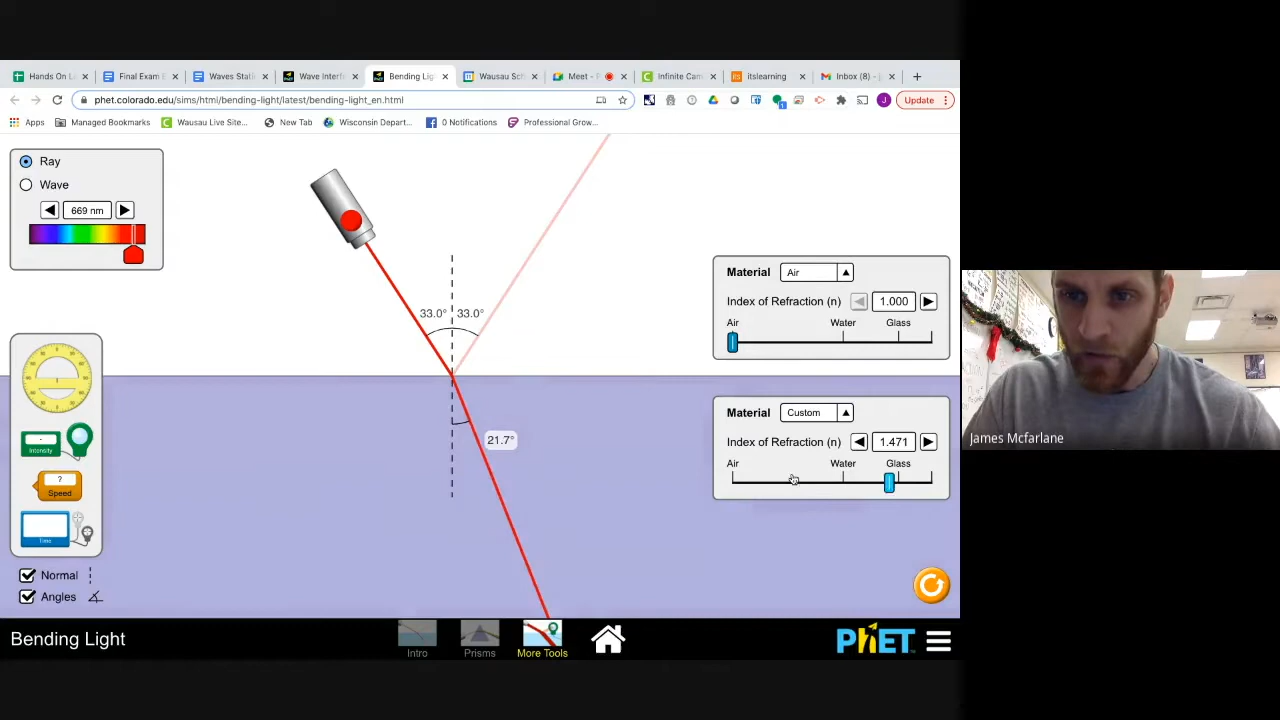 Hands On L
Final Exam E
Waves Stati
Wave Interfe
Bending Lig
Wausau Sch
Meet - F
Infinite Cam
itslearning
Inbox (8) - j
phet.colorado.edu/sims/html/bending-light/latest/bending-light_en.html
J
Update
Apps
Managed Bookmarks
Wausau Live Site...
New Tab
Wisconsin Depart...
0 Notifications
Professional Grow...
Ray
Wave
669 nm
33.0°
33.0°
21.7°
Material
Air
Index of Refraction (n)
1.000
Air
Water
Glass
Material
Custom
Index of Refraction (n)
1.471
Air
Water
Glass
Intensity
?
Speed
Time
Normal
Angles
James Mcfarlane
Bending Light
Intro
Prisms
More Tools
PhET